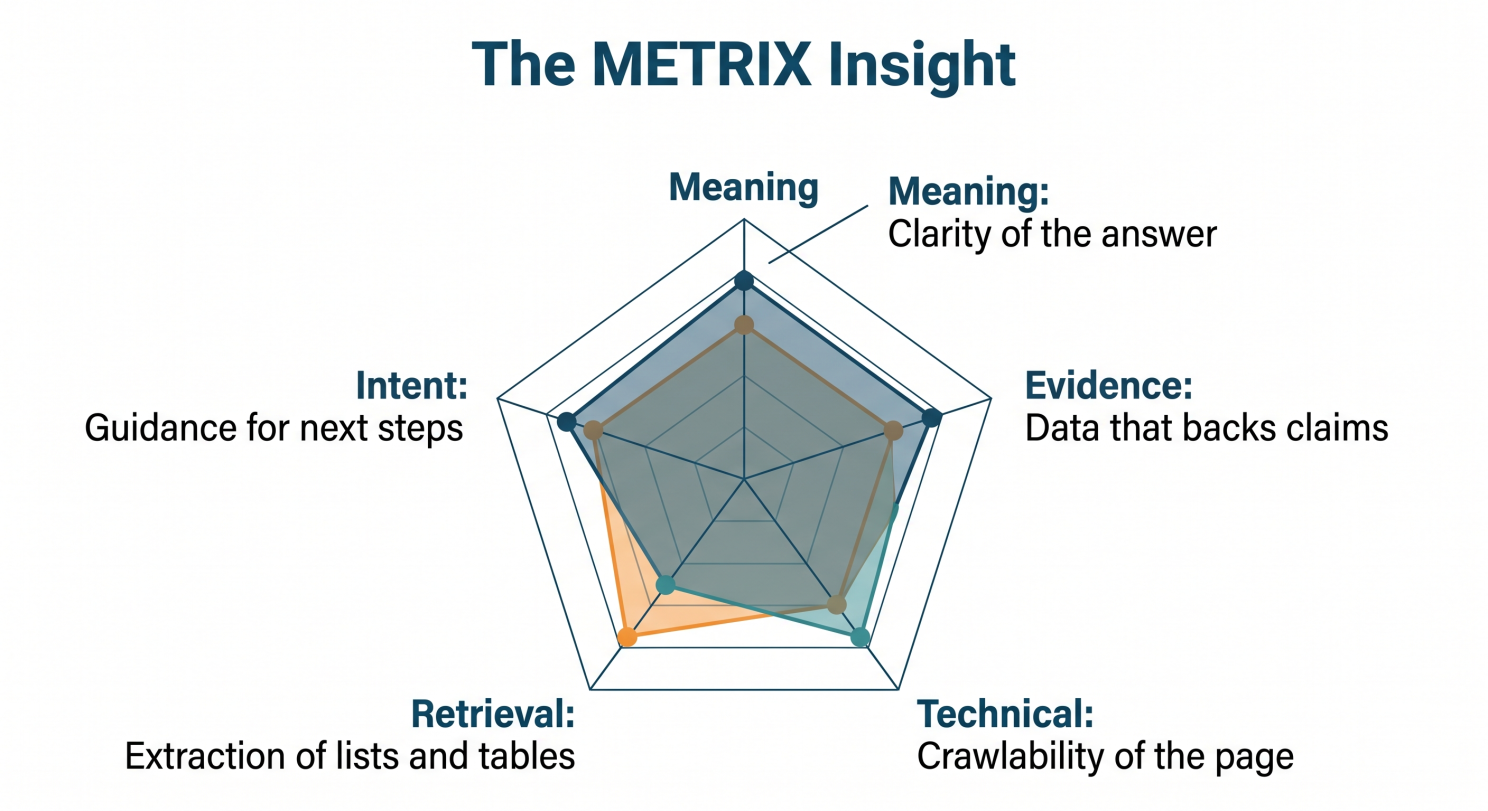 The METRIX Insight
Meaning
Meaning:
Clarity of the answer
Intent:
Guidance for next steps
Evidence:
Data that backs claims
Retrieval:
Extraction of lists and tables
Technical:
Crawlability of the page